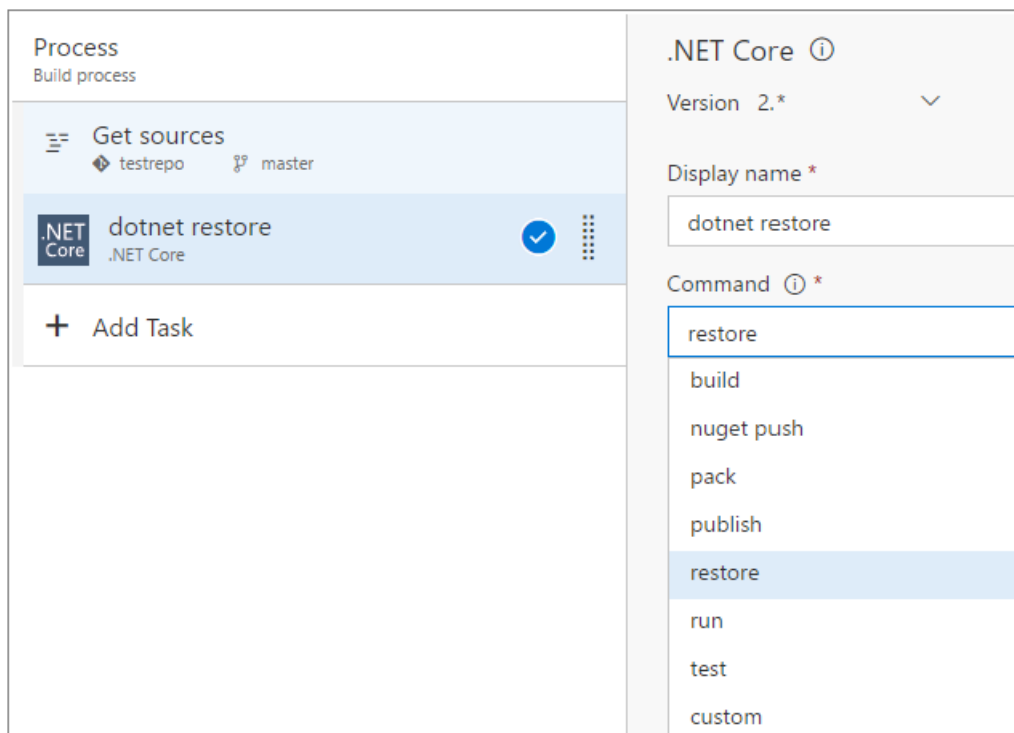 Process
Build process
Get sources
testrepo master
.NET Core
dotnet restore
.NET Core
Add Task
.NET Core
Version 2.*
Display name *
dotnet restore
Command *
restore
build
nuget push
pack
publish
restore
run
test
custom